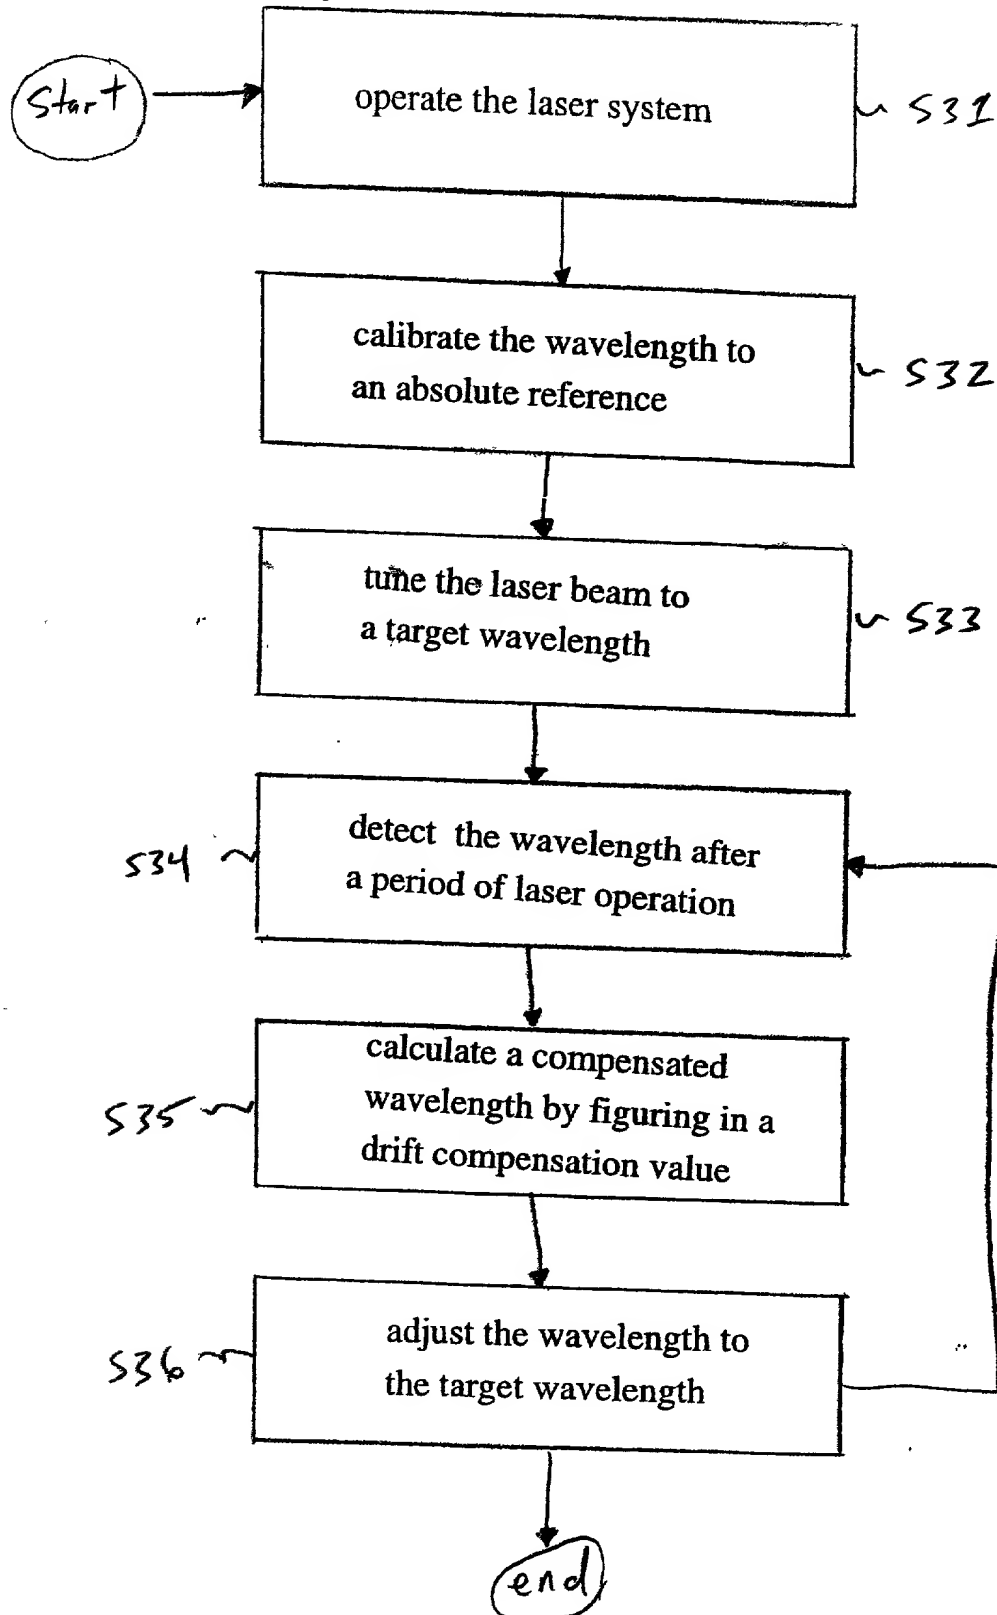 start
operate the laser system
S31
calibrate the wavelength to
an absolute reference
S32
tune the laser beam to
a target wavelength
S33
S34
detect the wavelength after
a period of laser operation
S35
calculate a compensated
wavelength by figuring in a
drift compensation value
S36
adjust the wavelength to
the target wavelength
end